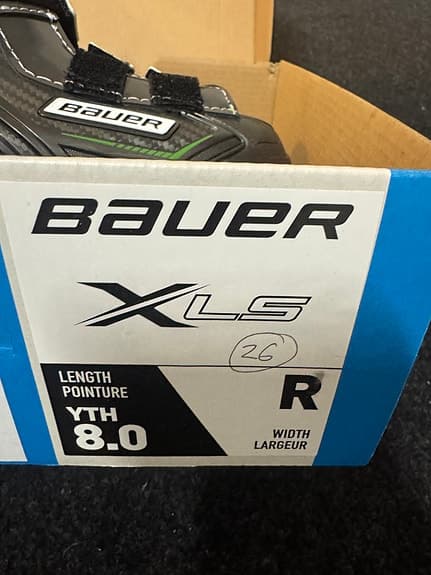 BAUER
BAUER
XLS
26
LENGTH
POINTURE
YTH
8.0
R
WIDTH
LARGEUR